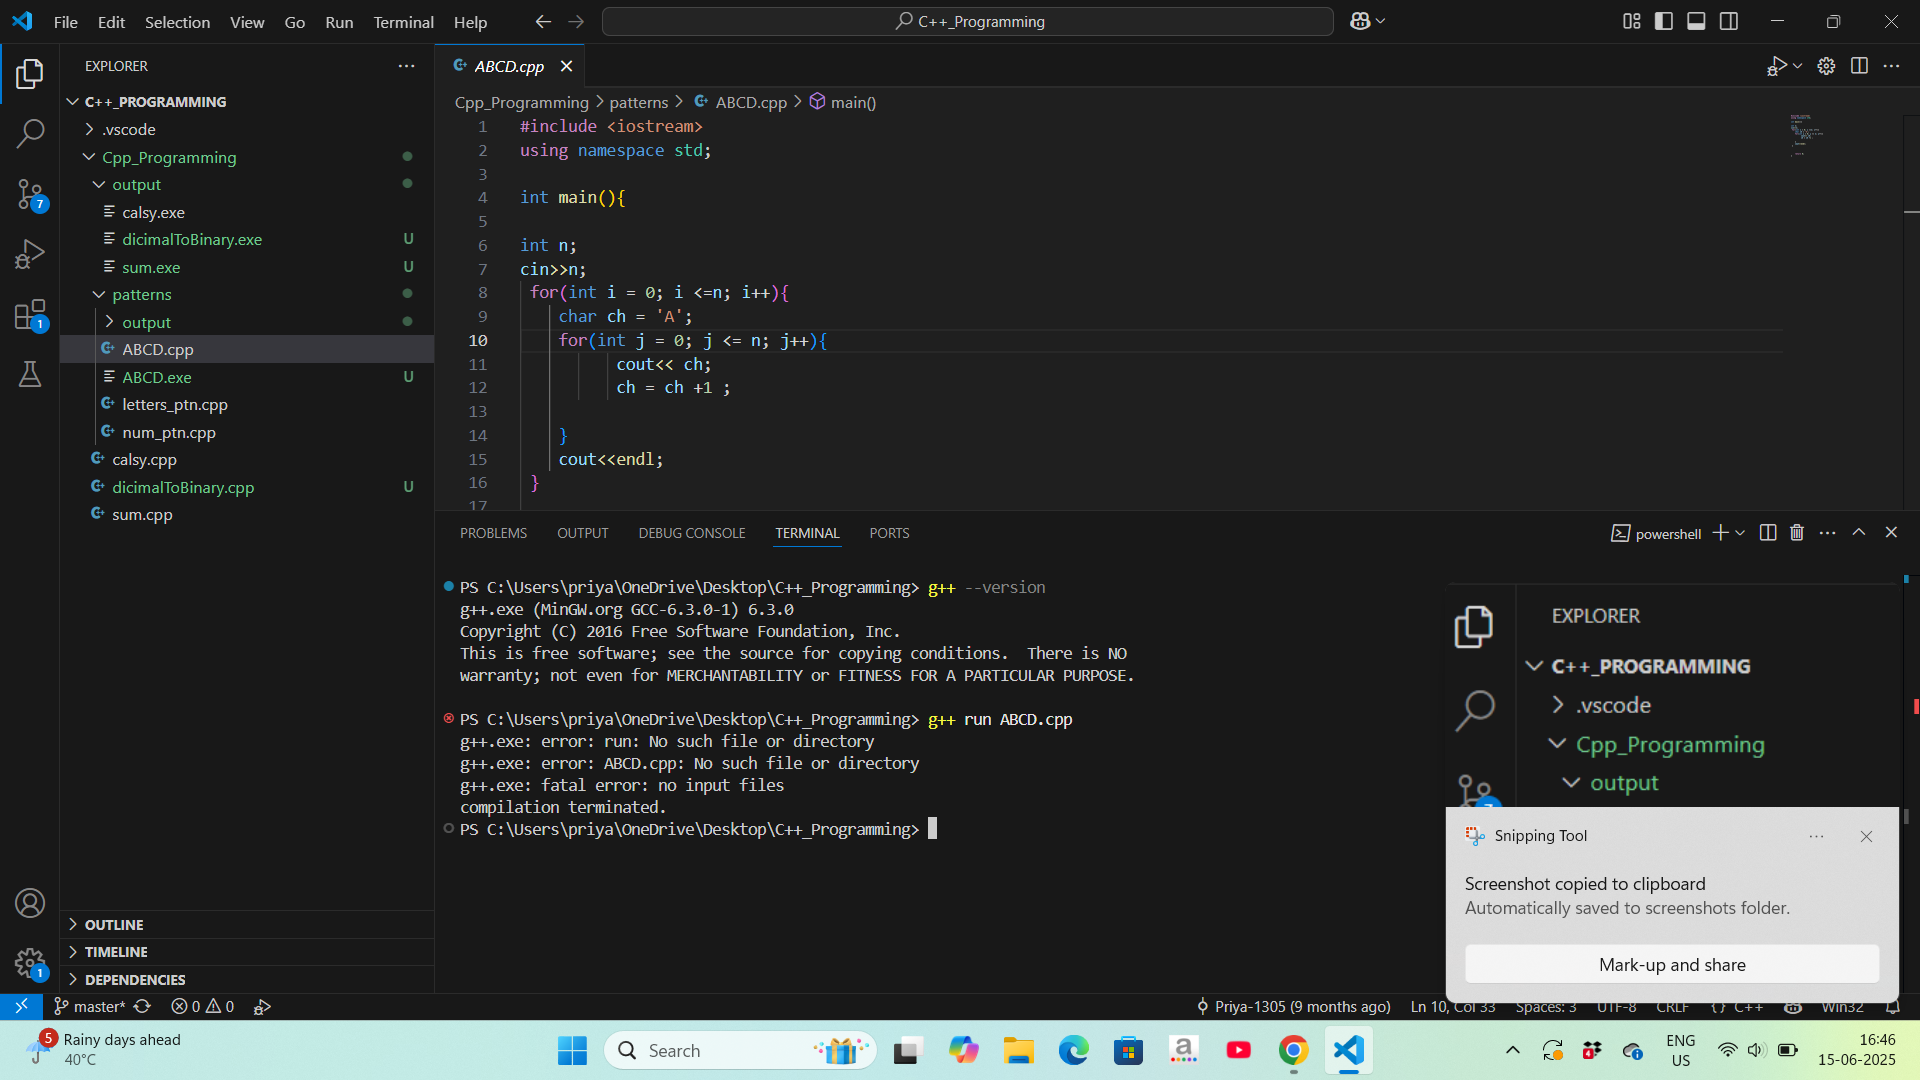 File Edit Selection View Go Run Terminal Help
C++_Programming
EXPLORER
C++_PROGRAMMING
.vscode
Cpp_Programming
output
calsy.exe
dicimalToBinary.exe U
sum.exe U
patterns
output
ABCD.cpp
ABCD.exe U
letters_ptn.cpp
num_ptn.cpp
calsy.cpp
dicimalToBinary.cpp U
sum.cpp
OUTLINE
TIMELINE
DEPENDENCIES
7
1
1
ABCD.cpp
Cpp_Programming > patterns > ABCD.cpp > main()
1 #include <iostream>
2 using namespace std;
3
4 int main(){
5
6 int n;
7 cin>>n;
8 for(int i = 0; i <=n; i++){
9 char ch = 'A';
10 for(int j = 0; j <= n; j++){
11 cout<< ch;
12 ch = ch +1 ;
13
14 }
15 cout<<endl;
16 }
17
PROBLEMS OUTPUT DEBUG CONSOLE TERMINAL PORTS
powershell
PS C:\Users\priya\OneDrive\Desktop\C++_Programming> g++ --version
g++.exe (MinGW.org GCC-6.3.0-1) 6.3.0
Copyright (C) 2016 Free Software Foundation, Inc.
This is free software; see the source for copying conditions.  There is NO
warranty; not even for MERCHANTABILITY or FITNESS FOR A PARTICULAR PURPOSE.
PS C:\Users\priya\OneDrive\Desktop\C++_Programming> g++ run ABCD.cpp
g++.exe: error: run: No such file or directory
g++.exe: error: ABCD.cpp: No such file or directory
g++.exe: fatal error: no input files
compilation terminated.
PS C:\Users\priya\OneDrive\Desktop\C++_Programming>
EXPLORER
C++_PROGRAMMING
.vscode
Cpp_Programming
output
Snipping Tool
Screenshot copied to clipboard
Automatically saved to screenshots folder.
Mark-up and share
master* 0 0
Priya-1305 (9 months ago) Ln 10, Col 33 Spaces: 3 UTF-8 CRLF {} C++ Win32
5
Rainy days ahead
40°C
Search
ENG
US
16:46
15-06-2025